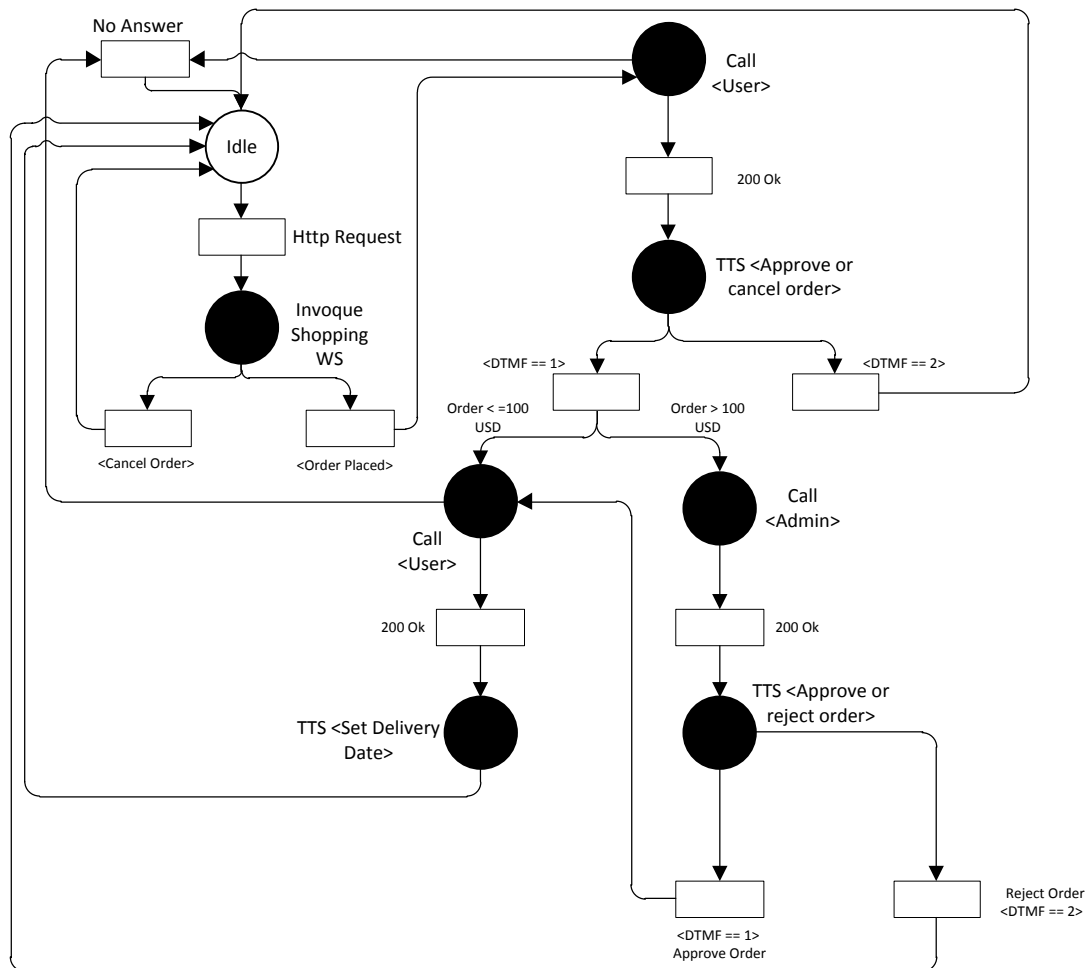 No Answer
Call
<User>
Idle
200 Ok
Http Request
TTS <Approve or
cancel order>
Invoque
Shopping
WS
<DTMF == 1>
<DTMF == 2>
Order < =100
USD
Order > 100
USD
<Cancel Order>
<Order Placed>
Call
<User>
Call
<Admin>
200 Ok
200 Ok
TTS <Set Delivery
Date>
TTS <Approve or
reject order>
<DTMF == 1>
Approve Order
Reject Order
<DTMF == 2>